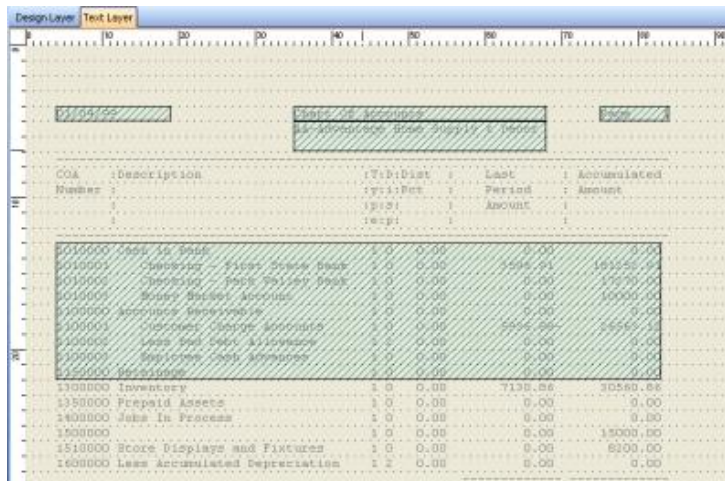 Design Layer Text Layer
0 10 20 30 40 50 60 70 80 90
01/04/99 Chart Of Accounts Page
AA-Advantage Home Supply & Depot
COA :Description :T:D:Dist : Last : Accumulated
Number : :y:i:Pct : Period : Amount
: :p:s: : Amount :
: :e:p: : :
10
1010000 Cash in Bank 1 0 0.00 0.00 0.00
1010001 Checking - First State Bank 1 0 0.00
1010002 Checking - Park Valley Bank 1 0 0.00 0.00 17270.00
1010003 Money Market Account 1 0 0.00 0.00 10000.00
1100000 Accounts Receivable 1 0 0.00 0.00 0.00
1100001 Customer Charge Accounts 1 0 0.00
1100002 Less Bad Debt Allowance 1 2 0.00 0.00 0.00
20
1100003 Employee Cash Advances 1 0 0.00 0.00 0.00
1150000 Retainage 1 0 0.00 0.00 0.00
1300000 Inventory 1 0 0.00 7130.86 30560.86
1350000 Prepaid Assets 1 0 0.00 0.00 0.00
1400000 Jobs In Process 1 0 0.00 0.00 0.00
1500000 1 0 0.00 0.00 15000.00
1510000 Store Displays and Fixtures 1 0 0.00 0.00 8200.00
1600000 Less Accumulated Depreciation 1 2 0.00 0.00 0.00